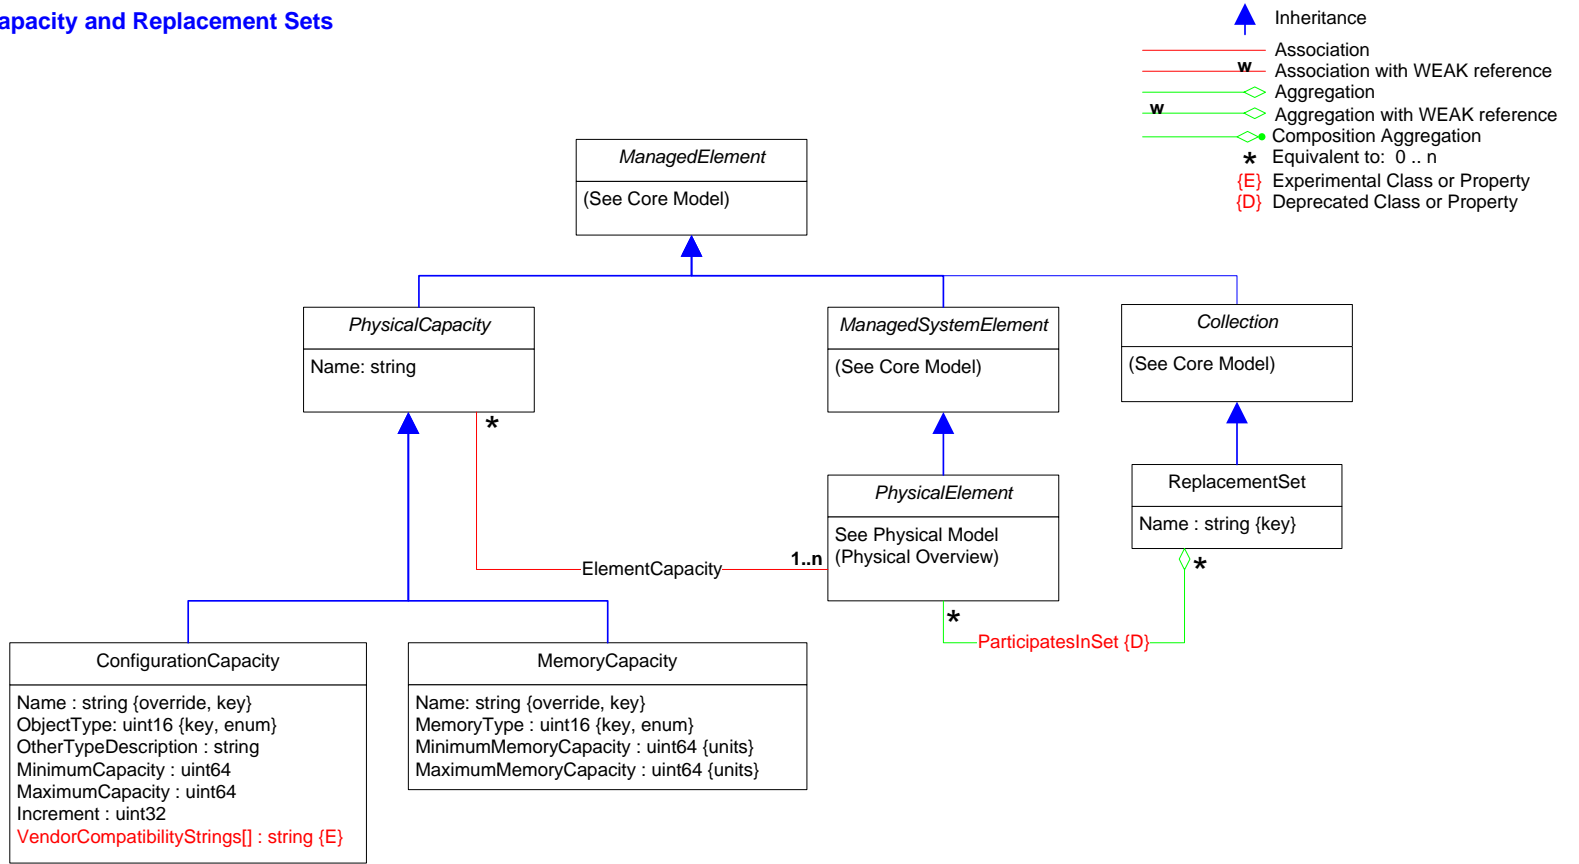 apacity and Replacement Sets
Inheritance
Association
w Association with WEAK reference
Aggregation
w Aggregation with WEAK reference
Composition Aggregation
* Equivalent to: 0 .. n
{E} Experimental Class or Property
{D} Deprecated Class or Property
ManagedElement
(See Core Model)
PhysicalCapacity
Name: string
*
ManagedSystemElement
(See Core Model)
Collection
(See Core Model)
PhysicalElement
See Physical Model
(Physical Overview)
ReplacementSet
Name : string {key}
ElementCapacity
1..n
*
*
ParticipatesInSet {D}
ConfigurationCapacity
Name : string {override, key}
ObjectType: uint16 {key, enum}
OtherTypeDescription : string
MinimumCapacity : uint64
MaximumCapacity : uint64
Increment : uint32
VendorCompatibilityStrings[] : string {E}
MemoryCapacity
Name: string {override, key}
MemoryType : uint16 {key, enum}
MinimumMemoryCapacity : uint64 {units}
MaximumMemoryCapacity : uint64 {units}